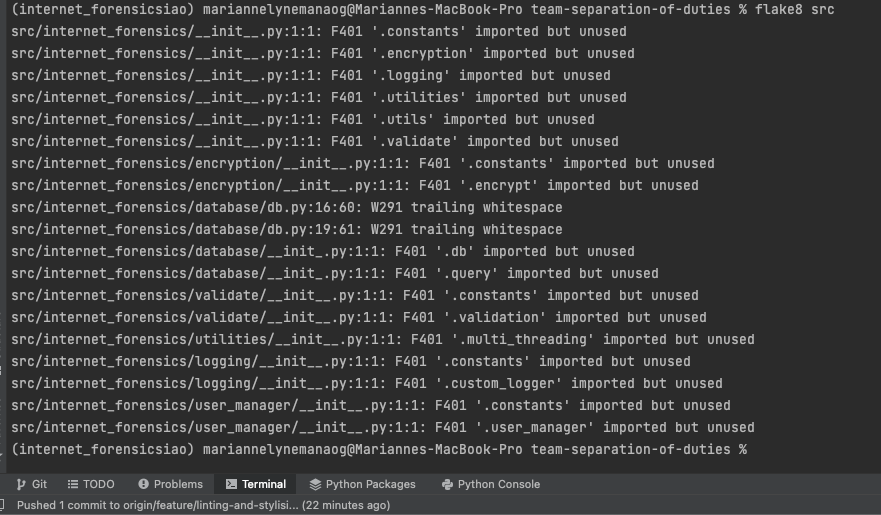 (internet_forensicsiao) mariannelynemanaog@Mariannes-MacBook-Pro team-separation-of-duties % flake8 src
src/internet_forensics/__init__.py:1:1: F401 '.constants' imported but unused
src/internet_forensics/__init__.py:1:1: F401 '.encryption' imported but unused
src/internet_forensics/__init__.py:1:1: F401 '.logging' imported but unused
src/internet_forensics/__init__.py:1:1: F401 '.utilities' imported but unused
src/internet_forensics/__init__.py:1:1: F401 '.utils' imported but unused
src/internet_forensics/__init__.py:1:1: F401 '.validate' imported but unused
src/internet_forensics/encryption/__init__.py:1:1: F401 '.constants' imported but unused
src/internet_forensics/encryption/__init__.py:1:1: F401 '.encrypt' imported but unused
src/internet_forensics/database/db.py:16:60: W291 trailing whitespace
src/internet_forensics/database/db.py:19:61: W291 trailing whitespace
src/internet_forensics/database/__init_.py:1:1: F401 '.db' imported but unused
src/internet_forensics/database/__init_.py:1:1: F401 '.query' imported but unused
src/internet_forensics/validate/__init__.py:1:1: F401 '.constants' imported but unused
src/internet_forensics/validate/__init__.py:1:1: F401 '.validation' imported but unused
src/internet_forensics/utilities/__init__.py:1:1: F401 '.multi_threading' imported but unused
src/internet_forensics/logging/__init__.py:1:1: F401 '.constants' imported but unused
src/internet_forensics/logging/__init__.py:1:1: F401 '.custom_logger' imported but unused
src/internet_forensics/user_manager/__init__.py:1:1: F401 '.constants' imported but unused
src/internet_forensics/user_manager/__init__.py:1:1: F401 '.user_manager' imported but unused
(internet_forensicsiao) mariannelynemanaog@Mariannes-MacBook-Pro team-separation-of-duties %
Git TODO Problems Terminal Python Packages Python Console
Pushed 1 commit to origin/feature/linting-and-stylisi... (22 minutes ago)